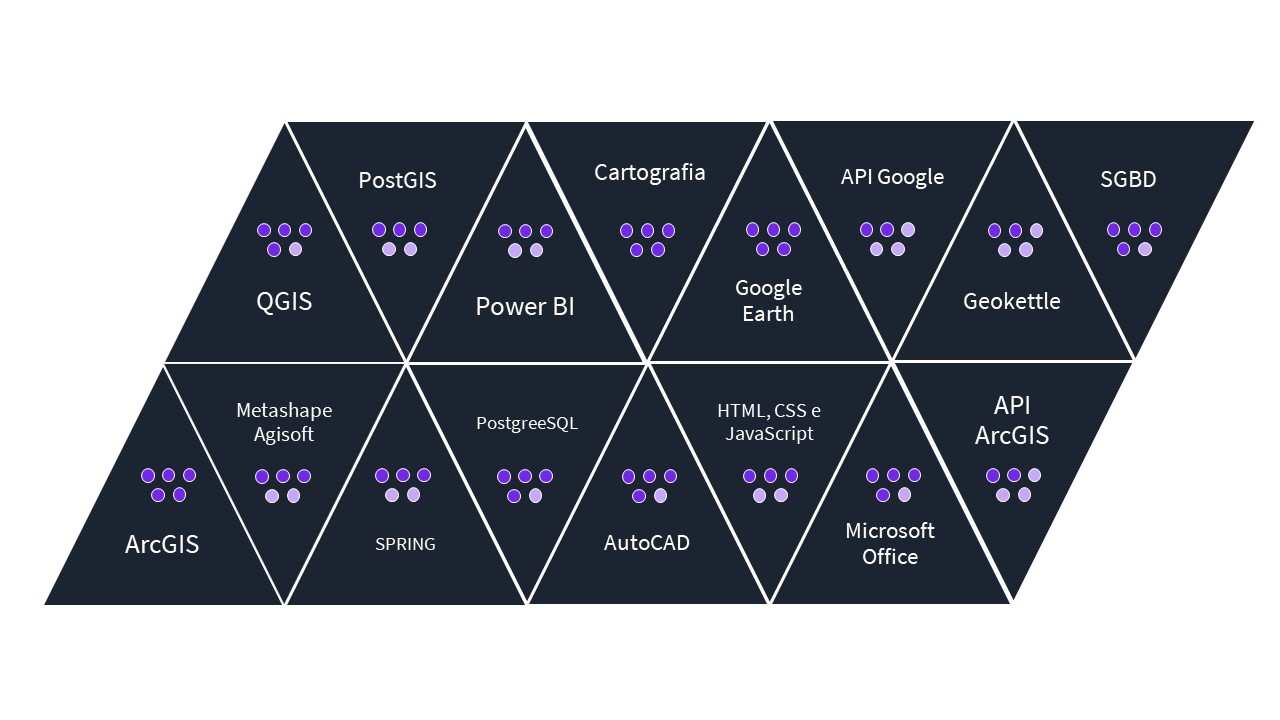 PostGIS
Cartografia
API Google
SGBD
QGIS
Power BI
Google
Earth
Geokettle
Metashape
Agisoft
PostgreeSQL
HTML, CSS e
JavaScript
API
ArcGIS
ArcGIS
SPRING
AutoCAD
Microsoft
Office